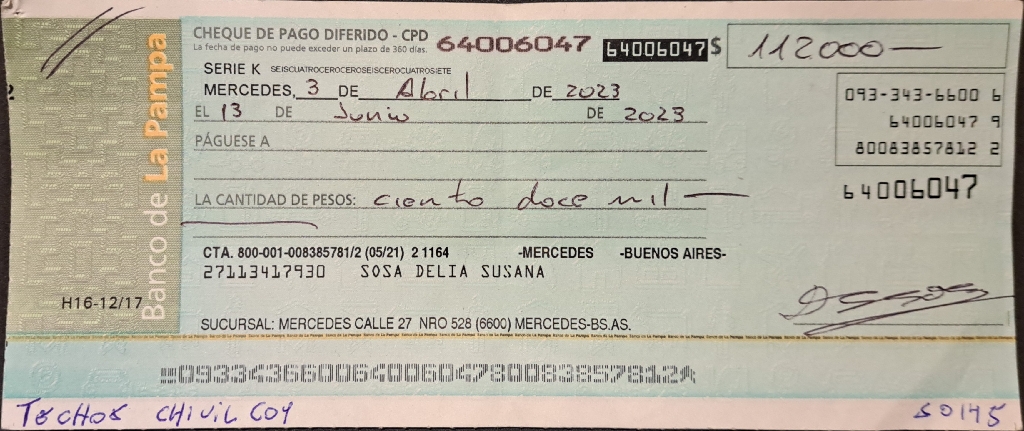 Banco de La Pampa
H16-12/17
CHEQUE DE PAGO DIFERIDO - CPD
La fecha de pago no puede exceder un plazo de 360 días.
64006047 64006047 $ 112000—
SERIE K SEISCUATROCEROCEROSEISCEROCUATROSIETE
MERCEDES, 3 DE Abril DE 2023
EL 13 DE Junio DE 2023
093-343-6600 6
64006047 9
80083857812 2
64006047
PÁGUESE A
LA CANTIDAD DE PESOS: ciento doce mil —
CTA. 800-001-008385781/2 (05/21) 2 1164 -MERCEDES -BUENOS AIRES-
27113417930 SOSA DELIA SUSANA
SUCURSAL: MERCEDES CALLE 27 NRO 528 (6600) MERCEDES-BS.AS.
09334366006400604780083857812
TECHOS CHIVILCOY
50145